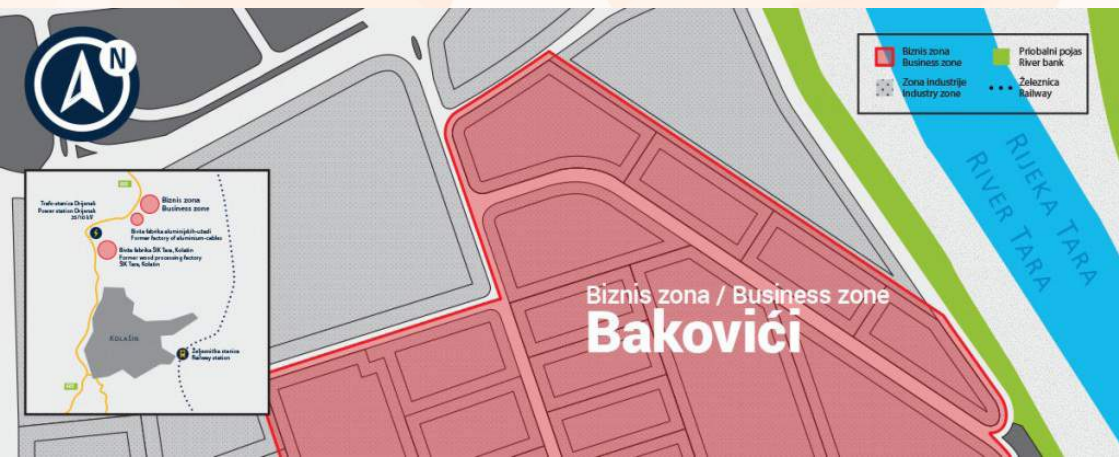 N
Biznis zona
Business zone
Zona industrije
Industry zone
Priobalni pojas
River bank
Železnica
Railway
RIJEKA TARA
RIVER TARA
Biznis zona / Business zone
Bakovići
Trafo-stanica Drijenak
Power station Drijenak
Biznis zona
Business zone
Bivša fabrika aluminijskih-užadi
Former factory of aluminium-cables
Bivša fabrika ŠIK Tara, Kolašin
Former wood processing factory
ŠIK Tara, Kolašin
KOLAŠIN
Željeznička stanica
Railway station